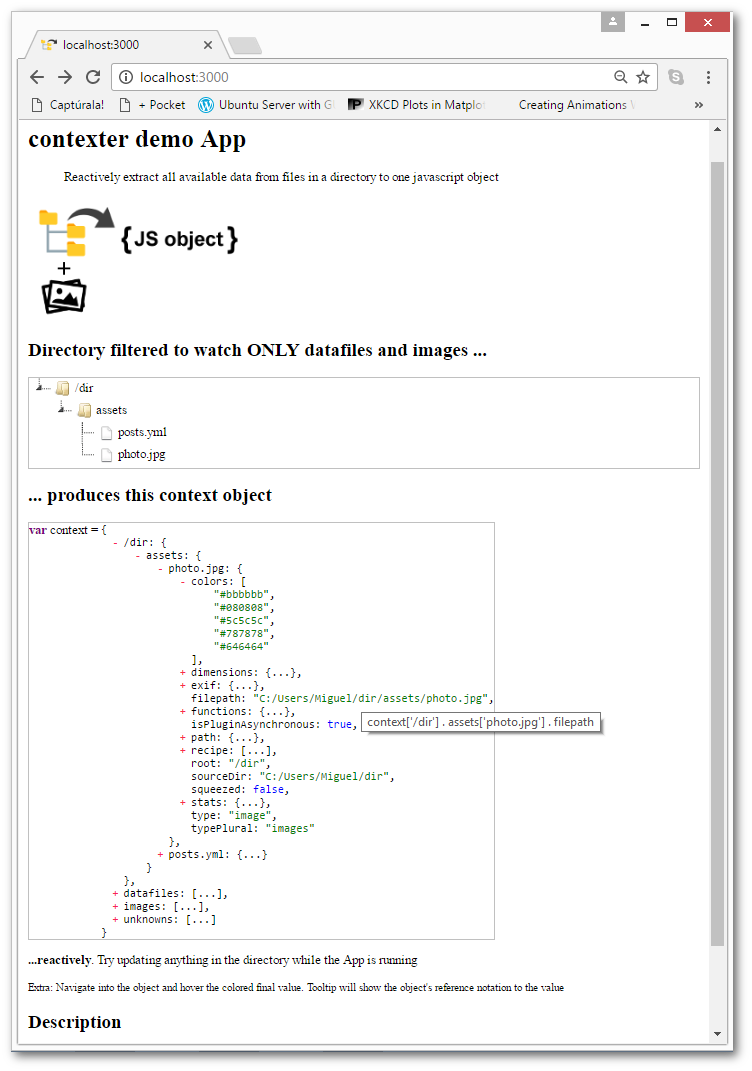 localhost:3000
localhost:3000
Captúrala!
+ Pocket
Ubuntu Server with G
XKCD Plots in Matplot
Creating Animations
»
contexter demo App
Reactively extract all available data from files in a directory to one javascript object
{JS object}
+
Directory filtered to watch ONLY datafiles and images ...
/dir
assets
posts.yml
photo.jpg
... produces this context object
var context = {
- /dir: {
- assets: {
- photo.jpg: {
- colors: [
"#bbbbbb",
"#080808",
"#5c5c5c",
"#787878",
"#646464"
],
+ dimensions: {...},
+ exif: {...},
filepath: "C:/Users/Miguel/dir/assets/photo.jpg",
+ functions: {...},
isPluginAsynchronous: true,
context['/dir'] . assets['photo.jpg'] . filepath
+ path: {...},
+ recipe: [...],
root: "/dir",
sourceDir: "C:/Users/Miguel/dir",
squeezed: false,
+ stats: {...},
type: "image",
typePlural: "images"
},
+ posts.yml: {...}
}
},
+ datafiles: [...],
+ images: [...],
+ unknowns: [...]
}
...reactively. Try updating anything in the directory while the App is running
Extra: Navigate into the object and hover the colored final value. Tooltip will show the object's reference notation to the value
Description